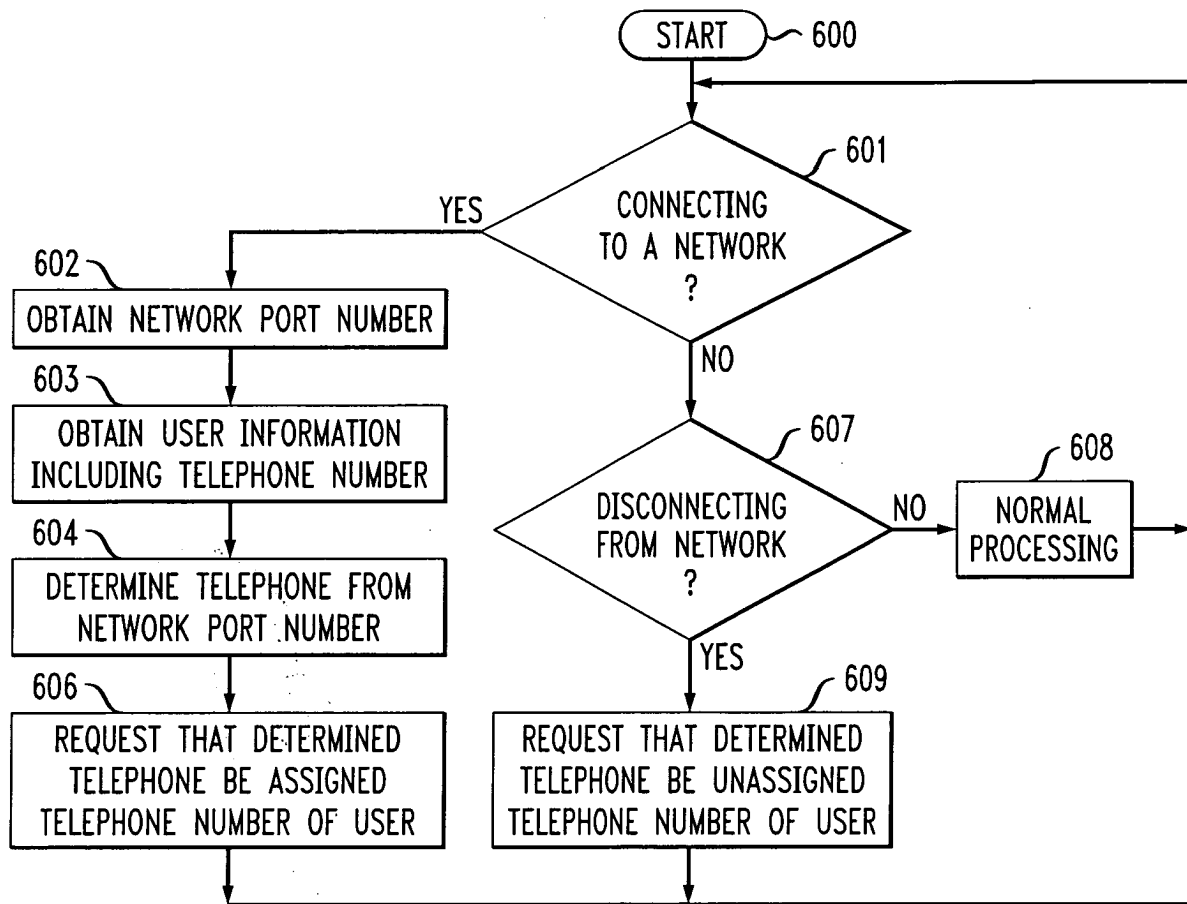 START
600
601
CONNECTING
TO A NETWORK
?
YES
NO
602
OBTAIN NETWORK PORT NUMBER
603
OBTAIN USER INFORMATION
INCLUDING TELEPHONE NUMBER
604
DETERMINE TELEPHONE FROM
NETWORK PORT NUMBER
606
REQUEST THAT DETERMINED
TELEPHONE BE ASSIGNED
TELEPHONE NUMBER OF USER
607
DISCONNECTING
FROM NETWORK
?
NO
608
NORMAL
PROCESSING
YES
609
REQUEST THAT DETERMINED
TELEPHONE BE UNASSIGNED
TELEPHONE NUMBER OF USER